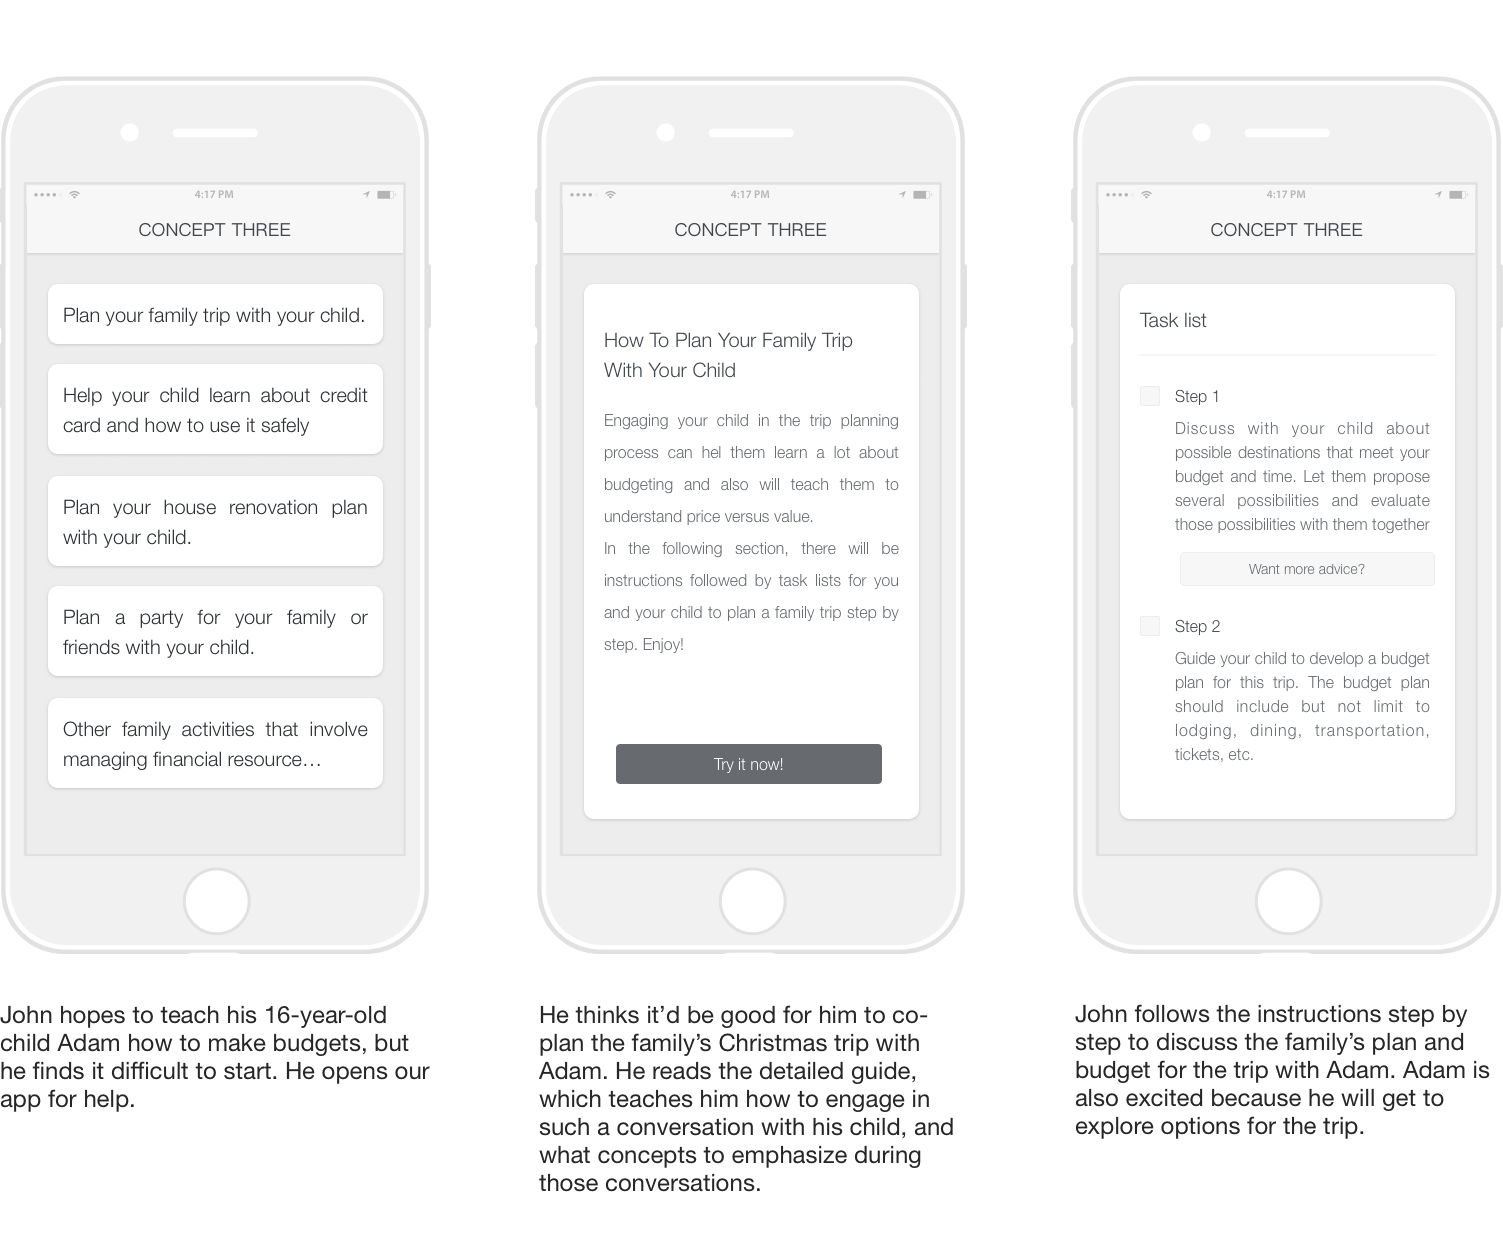 4:17 PM
CONCEPT THREE
Plan your family trip with your child.
Help your child learn about credit
card and how to use it safely
Plan your house renovation plan
with your child.
Plan a party for your family or
friends with your child.
Other family activities that involve
managing financial resource…
John hopes to teach his 16-year-old
child Adam how to make budgets, but
he finds it difficult to start. He opens our
app for help.
4:17 PM
CONCEPT THREE
How To Plan Your Family Trip
With Your Child
Engaging your child in the trip planning
process can hel them learn a lot about
budgeting and also will teach them to
understand price versus value.
In the following section, there will be
instructions followed by task lists for you
and your child to plan a family trip step by
step. Enjoy!
Try it now!
He thinks it’d be good for him to co-
plan the family’s Christmas trip with
Adam. He reads the detailed guide,
which teaches him how to engage in
such a conversation with his child, and
what concepts to emphasize during
those conversations.
4:17 PM
CONCEPT THREE
Task list
Step 1
Discuss with your child about
possible destinations that meet your
budget and time. Let them propose
several possibilities and evaluate
those possibilities with them together
Want more advice?
Step 2
Guide your child to develop a budget
plan for this trip. The budget plan
should include but not limit to
lodging, dining, transportation,
tickets, etc.
John follows the instructions step by
step to discuss the family’s plan and
budget for the trip with Adam. Adam is
also excited because he will get to
explore options for the trip.